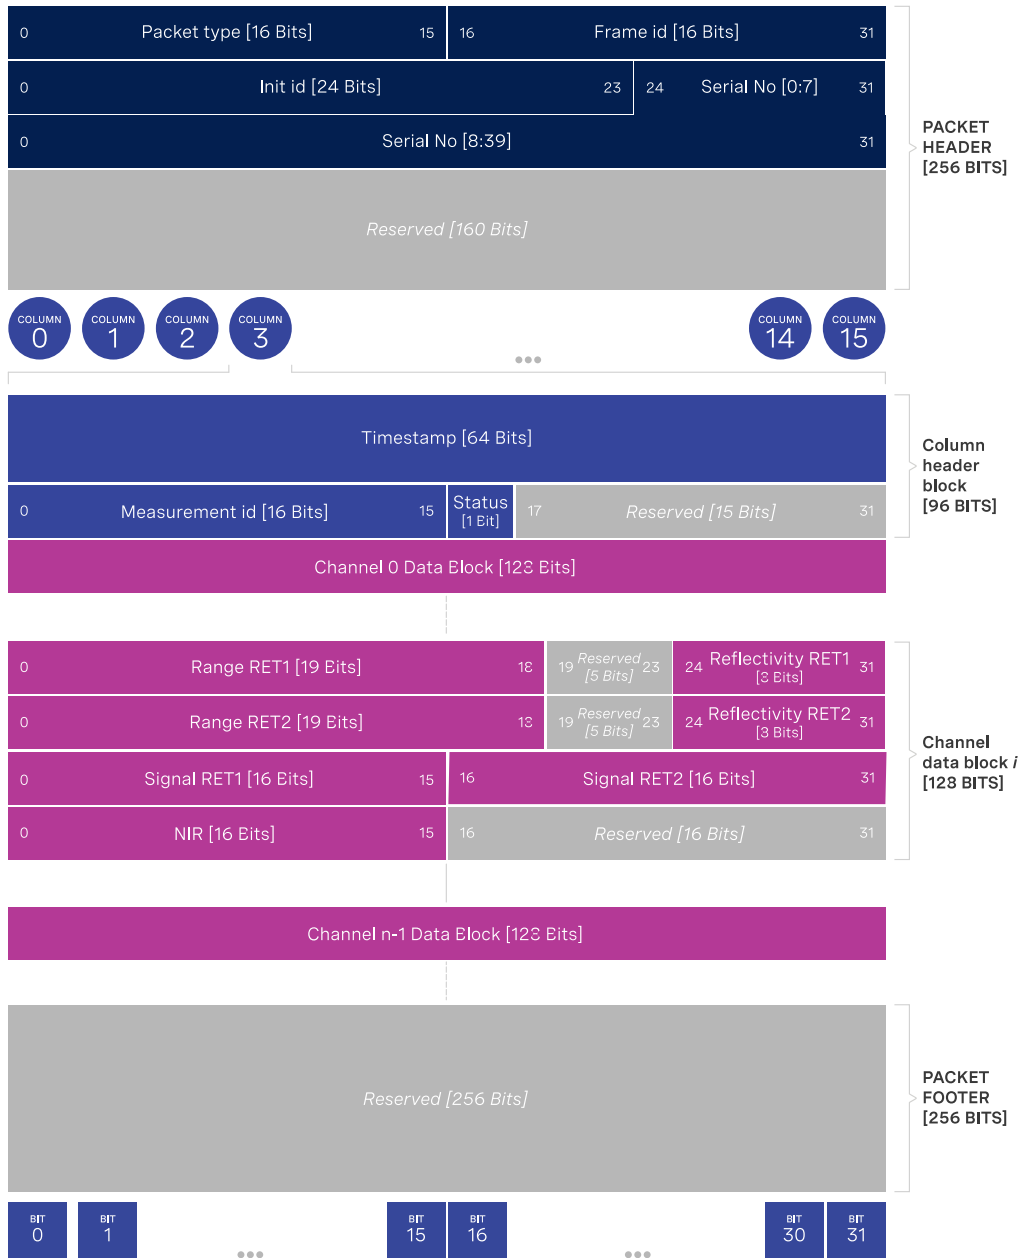 0 Packet type [16 Bits] 15 16 Frame id [16 Bits] 31
0 Init id [24 Bits] 23 24 Serial No [0:7] 31
0 Serial No [8:39] 31
PACKET
HEADER
[256 BITS]
Reserved [160 Bits]
COLUMN
0
COLUMN
1
COLUMN
2
COLUMN
3
•••
COLUMN
14
COLUMN
15
Timestamp [64 Bits]
0 Measurement id [16 Bits] 15 Status
[1 Bit]
17 Reserved [15 Bits] 31
Column
header
block
[96 BITS]
Channel 0 Data Block [128 Bits]
0 Range RET1 [19 Bits] 18 19 Reserved
[5 Bits] 23 24 Reflectivity RET1
[8 Bits] 31
0 Range RET2 [19 Bits] 18 19 Reserved
[5 Bits] 23 24 Reflectivity RET2
[8 Bits] 31
0 Signal RET1 [16 Bits] 15 16 Signal RET2 [16 Bits] 31
0 NIR [16 Bits] 15 16 Reserved [16 Bits] 31
Channel
data block i
[128 BITS]
Channel n-1 Data Block [128 Bits]
Reserved [256 Bits]
PACKET
FOOTER
[256 BITS]
BIT
0
BIT
1
•••
BIT
15
BIT
16
•••
BIT
30
BIT
31